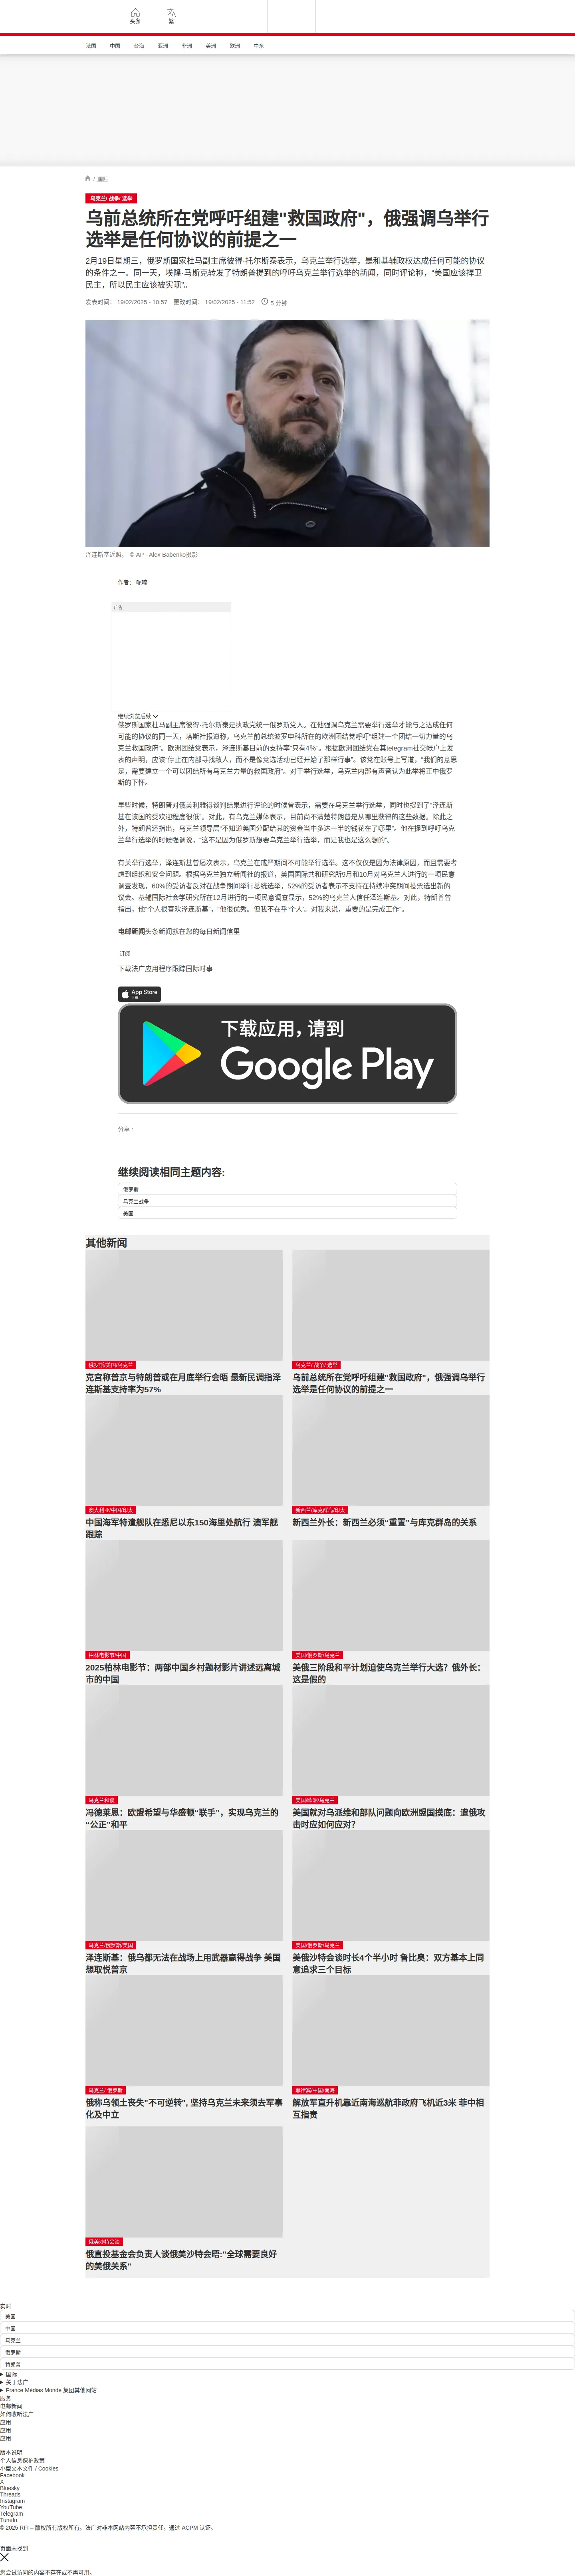 头条
繁
法国 中国 台海 亚洲 非洲 美洲 欧洲 中东
/ 国际
乌克兰/ 战争/ 选举
乌前总统所在党呼吁组建"救国政府"，俄强调乌举行
选举是任何协议的前提之一
2月19日星期三，俄罗斯国家杜马副主席彼得·托尔斯泰表示，乌克兰举行选举，是和基辅政权达成任何可能的协议
的条件之一。同一天，埃隆·马斯克转发了特朗普提到的呼吁乌克兰举行选举的新闻，同时评论称，“美国应该捍卫
民主，所以民主应该被实现”。
发表时间： 19/02/2025 - 10:57 更改时间： 19/02/2025 - 11:52 5 分钟
泽连斯基近照。 © AP - Alex Babenko摄影
作者： 呢喃
广告
继续浏览后续
俄罗斯国家杜马副主席彼得·托尔斯泰是执政党统一俄罗斯党人。在他强调乌克兰需要举行选举才能与之达成任何
可能的协议的同一天，塔斯社报道称，乌克兰前总统波罗申科所在的欧洲团结党呼吁“组建一个团结一切力量的乌
克兰救国政府”。欧洲团结党表示，泽连斯基目前的支持率“只有4%”。根据欧洲团结党在其telegram社交帐户上发
表的声明，应该“停止在内部寻找敌人，而不是像竞选活动已经开始了那样行事”。该党在账号上写道，“我们的意思
是，需要建立一个可以团结所有乌克兰力量的救国政府”。对于举行选举，乌克兰内部有声音认为此举将正中俄罗
斯的下怀。
早些时候，特朗普对俄美利雅得谈判结果进行评论的时候曾表示，需要在乌克兰举行选举，同时也提到了“泽连斯
基在该国的受欢迎程度很低”。对此，有乌克兰媒体表示，目前尚不清楚特朗普是从哪里获得的这些数据。除此之
外，特朗普还指出，乌克兰领导层“不知道美国分配给其的资金当中多达一半的钱花在了哪里”。他在提到呼吁乌克
兰举行选举的时候强调说，“这不是因为俄罗斯想要乌克兰举行选举，而是我也是这么想的”。
有关举行选举，泽连斯基曾屡次表示，乌克兰在戒严期间不可能举行选举。这不仅仅是因为法律原因，而且需要考
虑到组织和安全问题。根据乌克兰独立新闻社的报道，美国国际共和研究所9月和10月对乌克兰人进行的一项民意
调查发现，60%的受访者反对在战争期间举行总统选举，52%的受访者表示不支持在持续冲突期间投票选出新的
议会。基辅国际社会学研究所在12月进行的一项民意调查显示，52%的乌克兰人信任泽连斯基。对此，特朗普曾
指出，他“个人很喜欢泽连斯基”，“他很优秀。但我不在乎‘个人’。对我来说，重要的是完成工作”。
电邮新闻头条新闻就在您的每日新闻信里
订阅
下载法广应用程序跟踪国际时事
App Store
下载
下载应用，请到
Google Play
分享 :
继续阅读相同主题内容:
俄罗斯
乌克兰战争
美国
其他新闻
俄罗斯/美国/乌克兰
克宫称普京与特朗普或在月底举行会晤 最新民调指泽
连斯基支持率为57%
乌克兰/ 战争/ 选举
乌前总统所在党呼吁组建"救国政府"，俄强调乌举行
选举是任何协议的前提之一
澳大利亚/中国/印太
中国海军特遣舰队在悉尼以东150海里处航行 澳军舰
跟踪
新西兰/库克群岛/印太
新西兰外长：新西兰必须“重置”与库克群岛的关系
柏林电影节/中国
2025柏林电影节：两部中国乡村题材影片讲述远离城
市的中国
美国/俄罗斯/乌克兰
美俄三阶段和平计划迫使乌克兰举行大选？俄外长：
这是假的
乌克兰和谈
冯德莱恩：欧盟希望与华盛顿“联手”，实现乌克兰的
“公正”和平
美国/欧洲/乌克兰
美国就对乌派维和部队问题向欧洲盟国摸底：遭俄攻
击时应如何应对？
乌克兰/俄罗斯/美国
泽连斯基：俄乌都无法在战场上用武器赢得战争 美国
想取悦普京
美国/俄罗斯/乌克兰
美俄沙特会谈时长4个半小时 鲁比奥：双方基本上同
意追求三个目标
乌克兰/ 俄罗斯
俄称乌领土丧失"不可逆转", 坚持乌克兰未来须去军事
化及中立
菲律宾/中国/南海
解放军直升机靠近南海巡航菲政府飞机近3米 菲中相
互指责
俄美沙特会谈
俄直投基金会负责人谈俄美沙特会晤:"全球需要良好
的美俄关系"
实时
美国
中国
乌克兰
俄罗斯
特朗普
国际
关于法广
France Médias Monde 集团其他网站
服务
电邮新闻
如何收听法广
应用
应用
应用
版本说明
个人信息保护政策
小型文本文件 / Cookies
Facebook
X
Bluesky
Threads
Instagram
YouTube
Telegram
TuneIn
© 2025 RFI – 版权所有版权所有。法广对非本网站内容不承担责任。通过 ACPM 认证。
页面未找到
您尝试访问的内容不存在或不再可用。